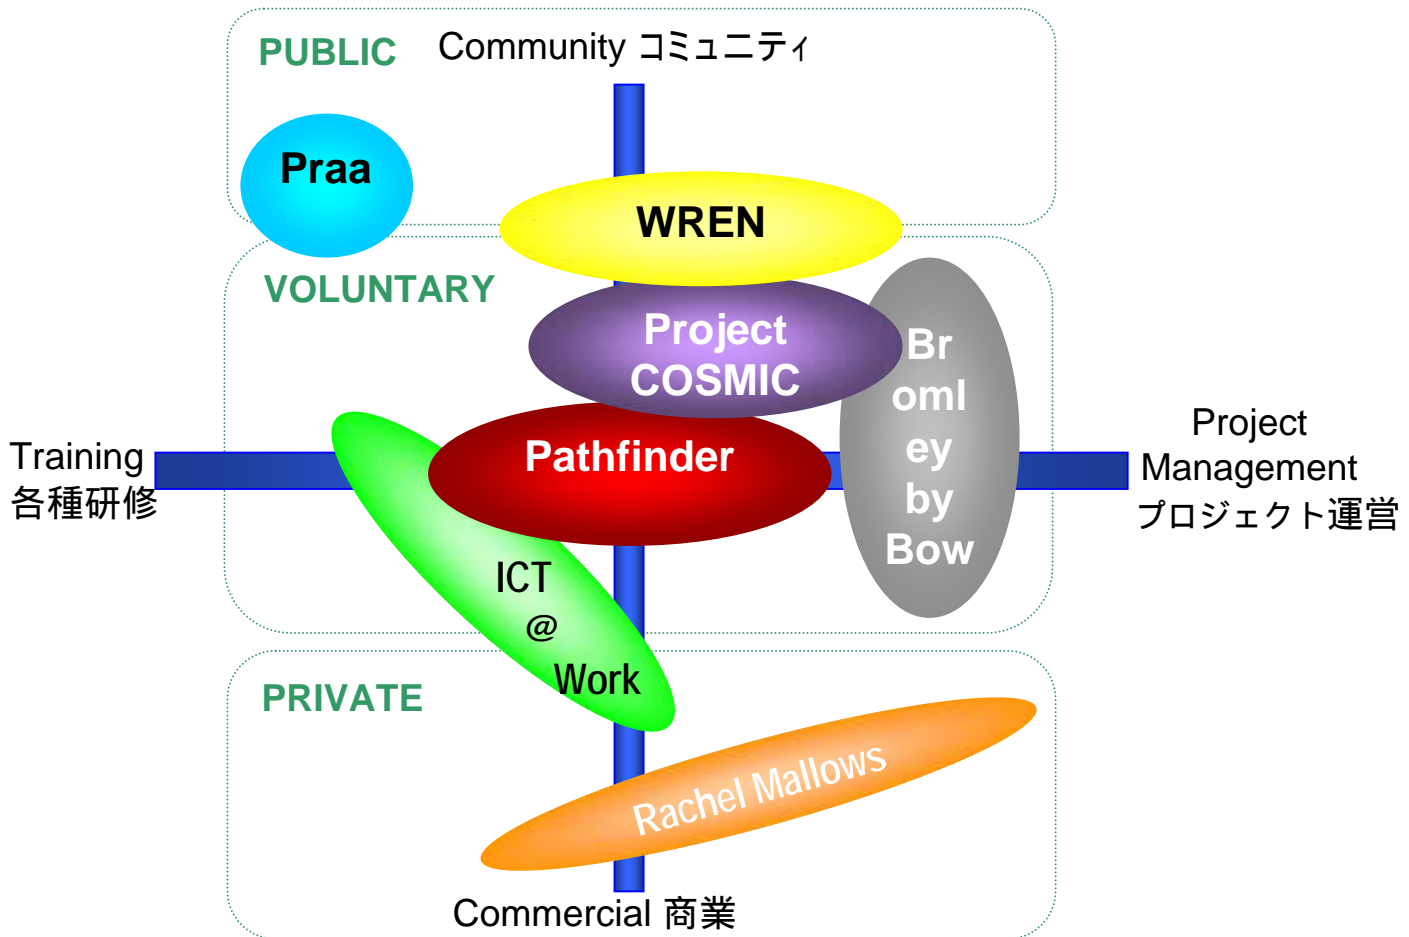 PUBLIC
Community コミュニティ
Praa
WREN
VOLUNTARY
Project
COSMIC
Br
oml
ey
by
Bow
Training
各種研修
Pathfinder
Project
Management
プロジェクト運営
ICT
@
Work
PRIVATE
Rachel Mallows
Commercial 商業